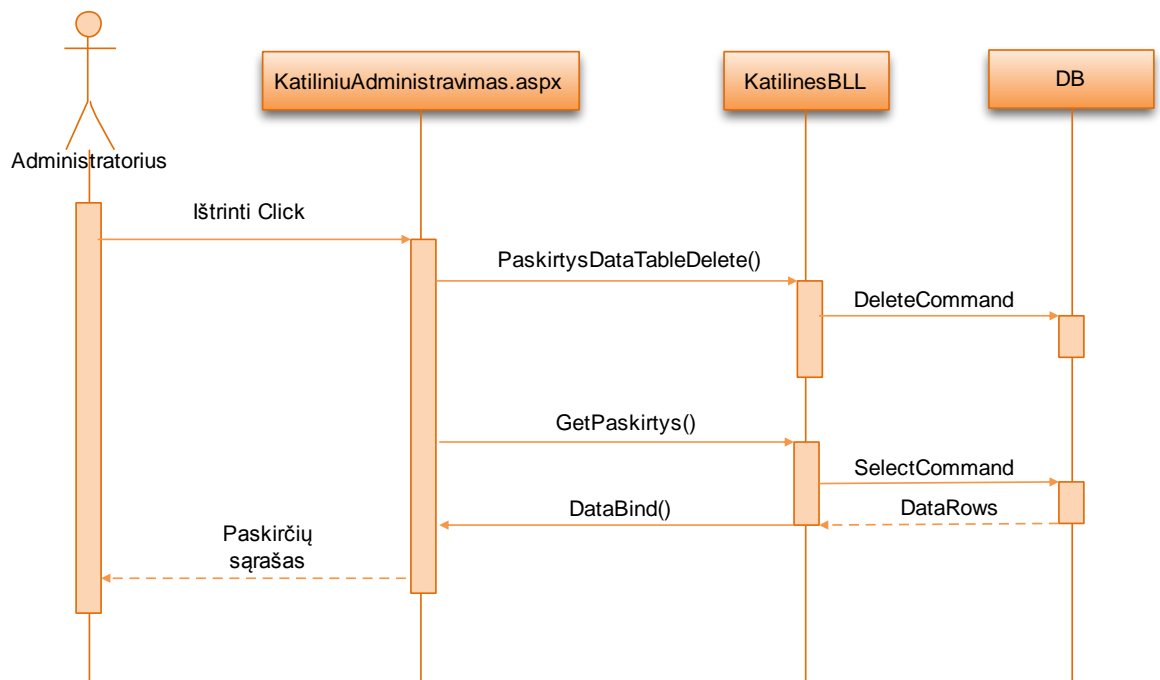 KatiliniuAdministravimas.aspx
KatilinesBLL
DB
Administratorius
Ištrinti Click
PaskirtysDataTableDelete()
DeleteCommand
GetPaskirtys()
SelectCommand
DataBind()
DataRows
Paskirčių
sąrašas